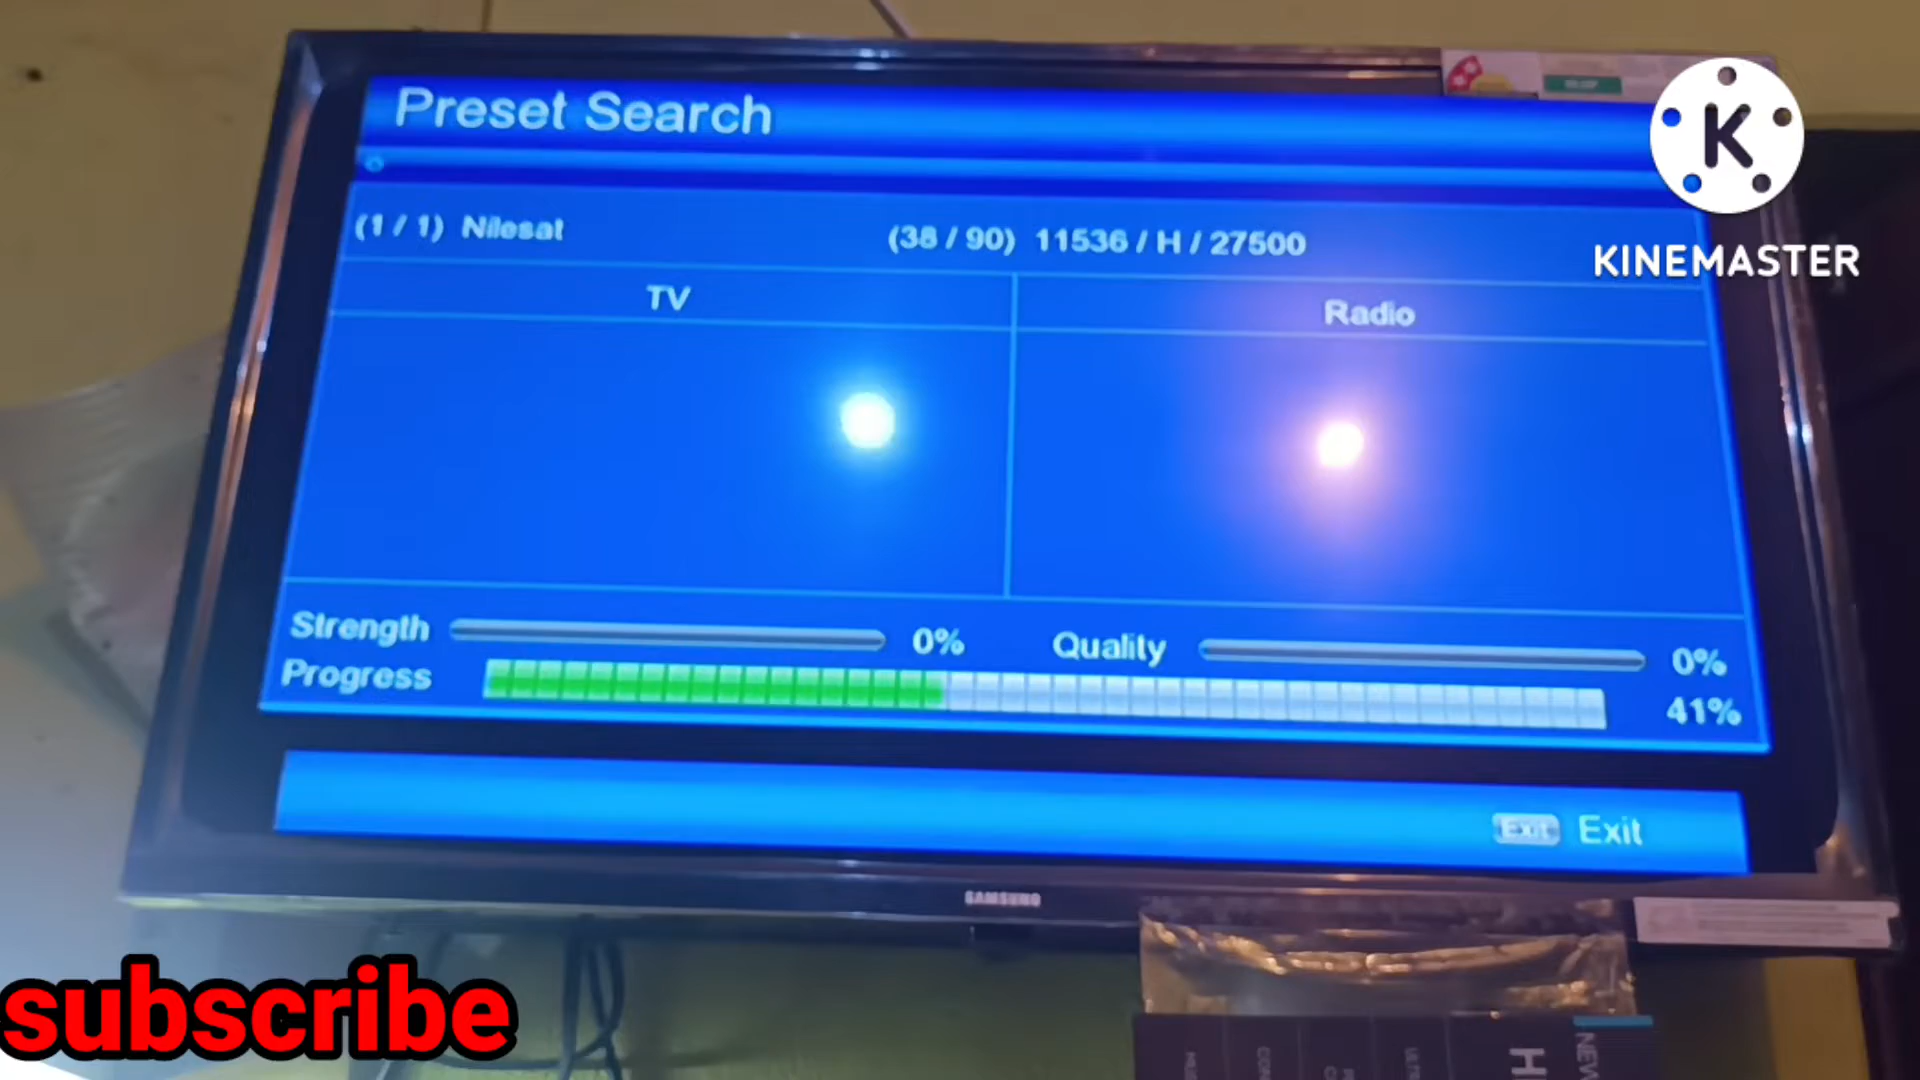 Preset Search
(1 / 1) Nilesat
(38 / 90) 11536 / H / 27500
K
KINEMASTER
TV
Radio
Strength 0% Quality 0%
Progress 41%
Exit Exit
SAMSUNG
subscribe
NEW
H